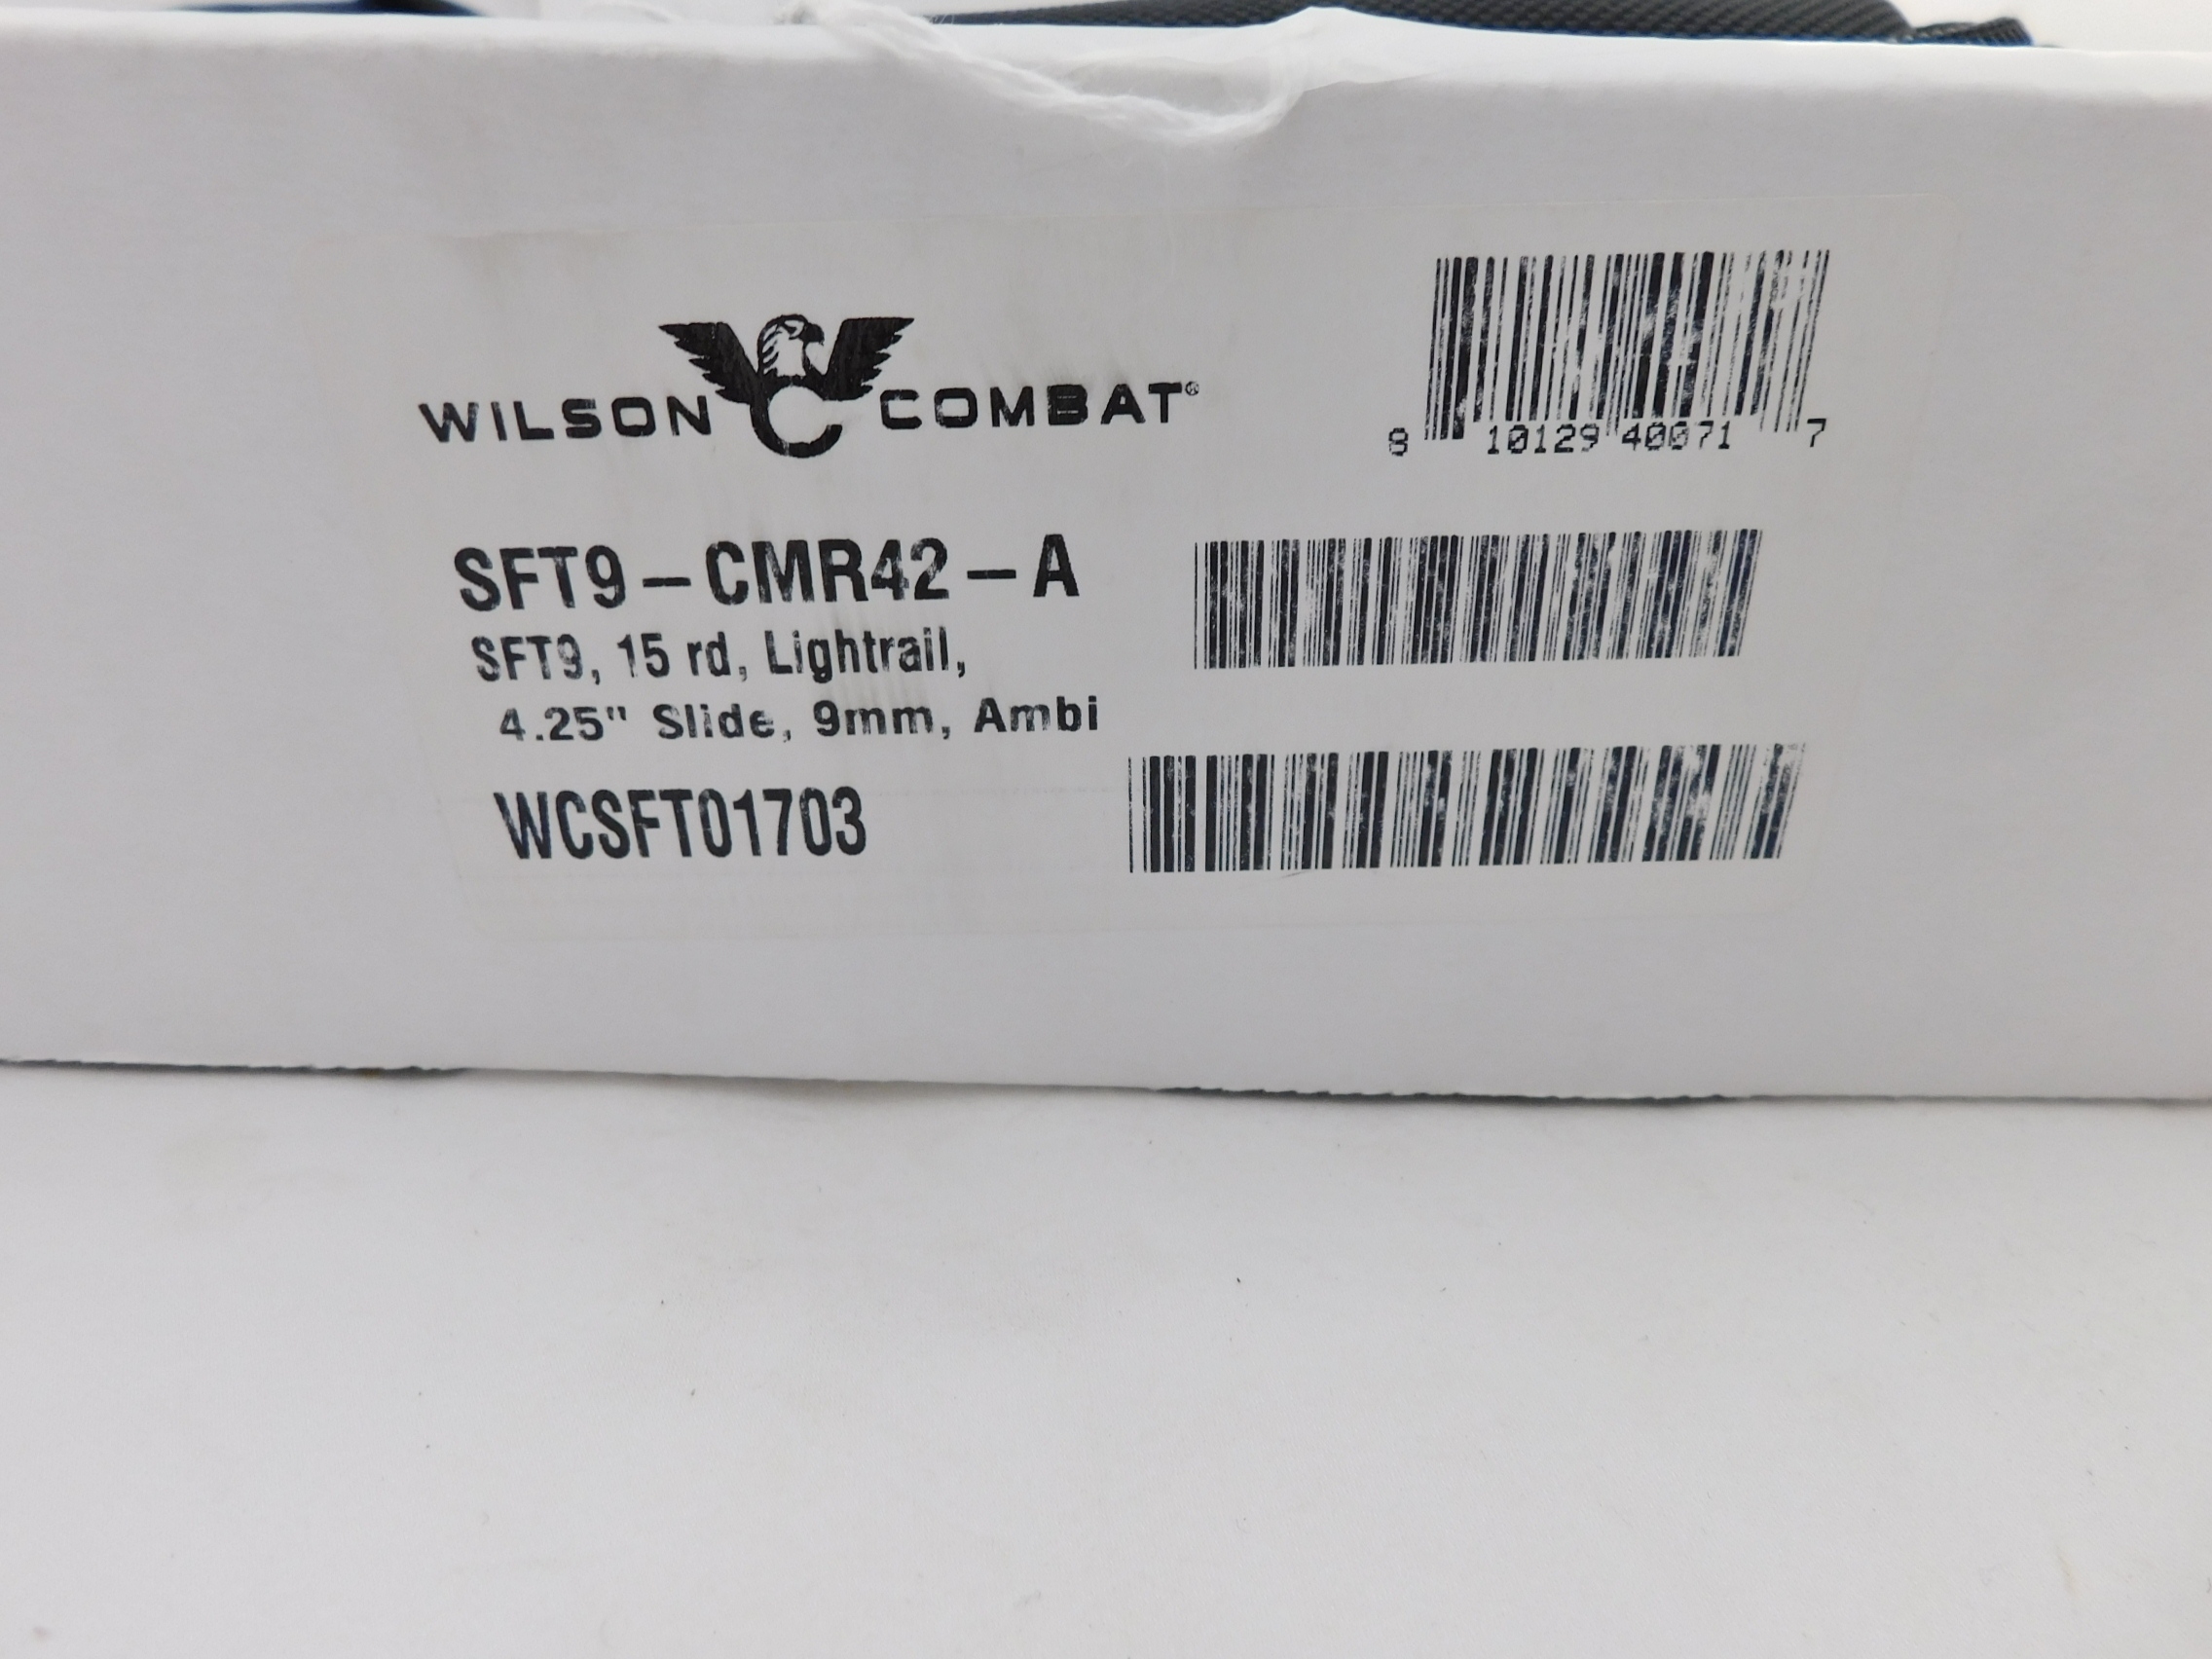 WILSON COMBAT®
8 10129 40071 7
SFT9-CMR42-A
SFT9, 15 rd, Lightrail,
4.25" Slide, 9mm, Ambi
WCSFT01703